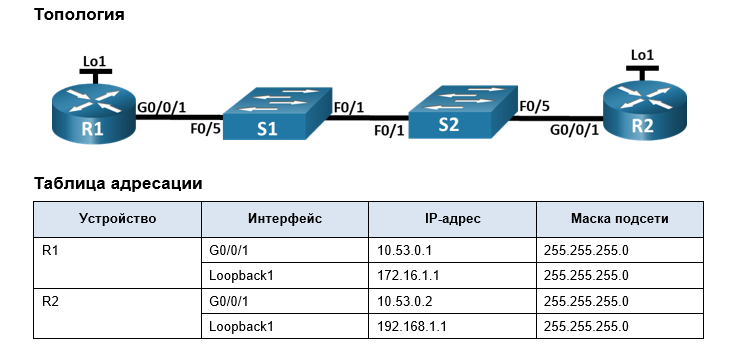 Топология
Lo1
Lo1
G0/0/1
F0/1
F0/5
R1
F0/5
S1
F0/1
S2
G0/0/1
R2
Таблица адресации
Устройство Интерфейс IP-адрес Маска подсети
R1 G0/0/1 10.53.0.1 255.255.255.0
Loopback1 172.16.1.1 255.255.255.0
R2 G0/0/1 10.53.0.2 255.255.255.0
Loopback1 192.168.1.1 255.255.255.0